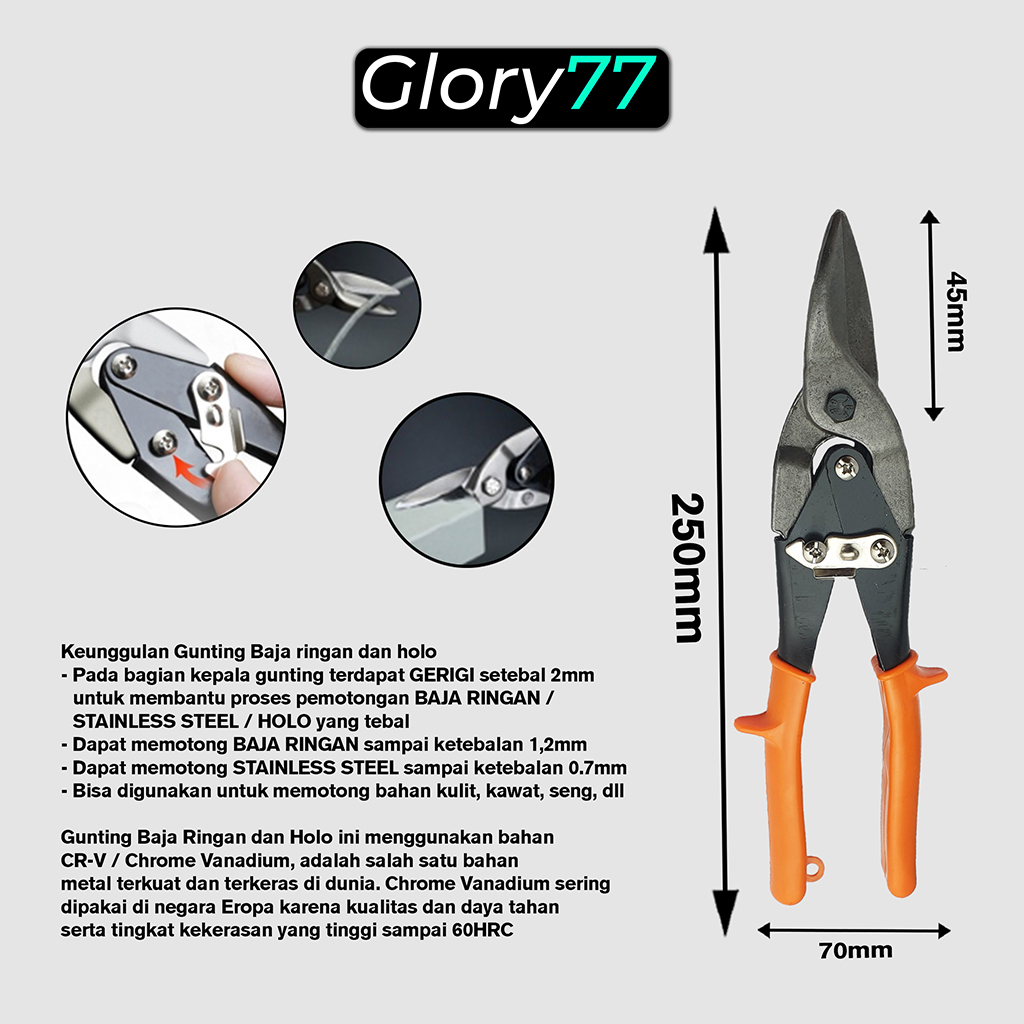 Glory77
45mm
250mm
Keunggulan Gunting Baja ringan dan holo
- Pada bagian kepala gunting terdapat GERIGI setebal 2mm
untuk membantu proses pemotongan BAJA RINGAN /
STAINLESS STEEL / HOLO yang tebal
- Dapat memotong BAJA RINGAN sampai ketebalan 1,2mm
- Dapat memotong STAINLESS STEEL sampai ketebalan 0.7mm
- Bisa digunakan untuk memotong bahan kulit, kawat, seng, dll
Gunting Baja Ringan dan Holo ini menggunakan bahan
CR-V / Chrome Vanadium, adalah salah satu bahan
metal terkuat dan terkeras di dunia. Chrome Vanadium sering
dipakai di negara Eropa karena kualitas dan daya tahan
serta tingkat kekerasan yang tinggi sampai 60HRC
70mm